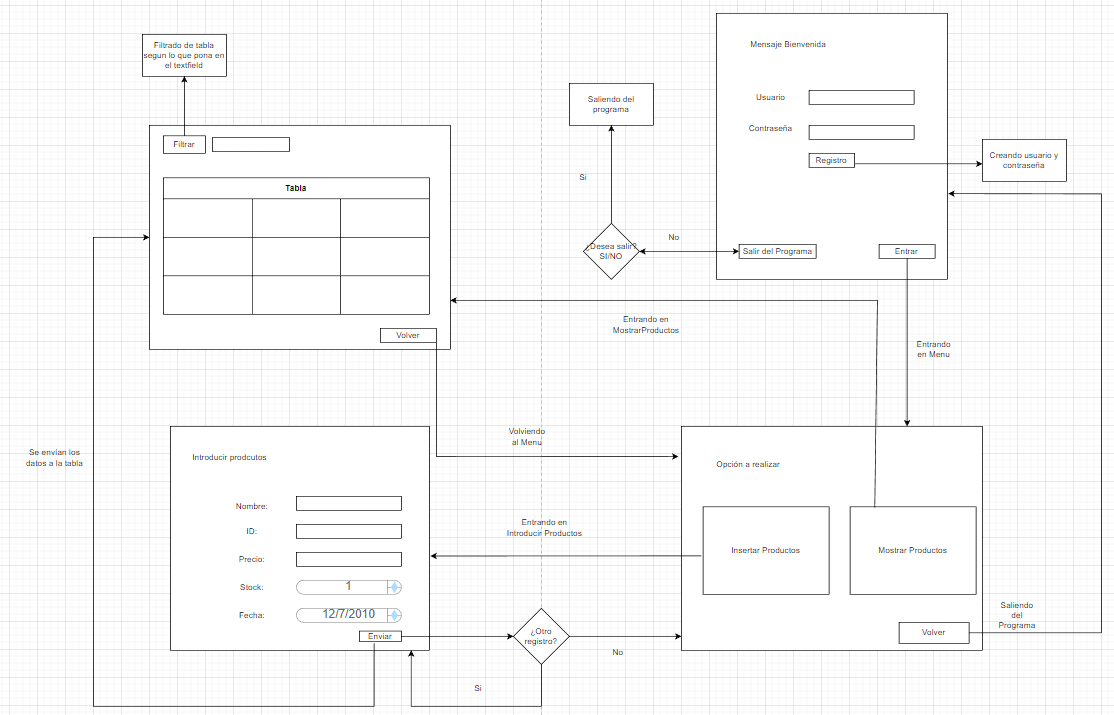 Filtrado de tabla
segun lo que pona en
el textfield
Filtrar
Tabla
Volver
Mensaje Bienvenida
Usuario
Contraseña
Registro
Salir del Programa
Entrar
Creando usuario y
contraseña
Saliendo del
programa
Si
¿Desea salir?
SI/NO
No
Entrando en
MostrarProductos
Entrando
en Menu
Volviendo
al Menu
Se envían los
datos a la tabla
Introducir prodcutos
Nombre:
ID:
Precio:
Stock:
1
Fecha:
12/7/2010
Enviar
Entrando en
Introducir Productos
¿Otro
registro?
No
Si
Opción a realizar
Insertar Productos
Mostrar Productos
Volver
Saliendo
del
Programa